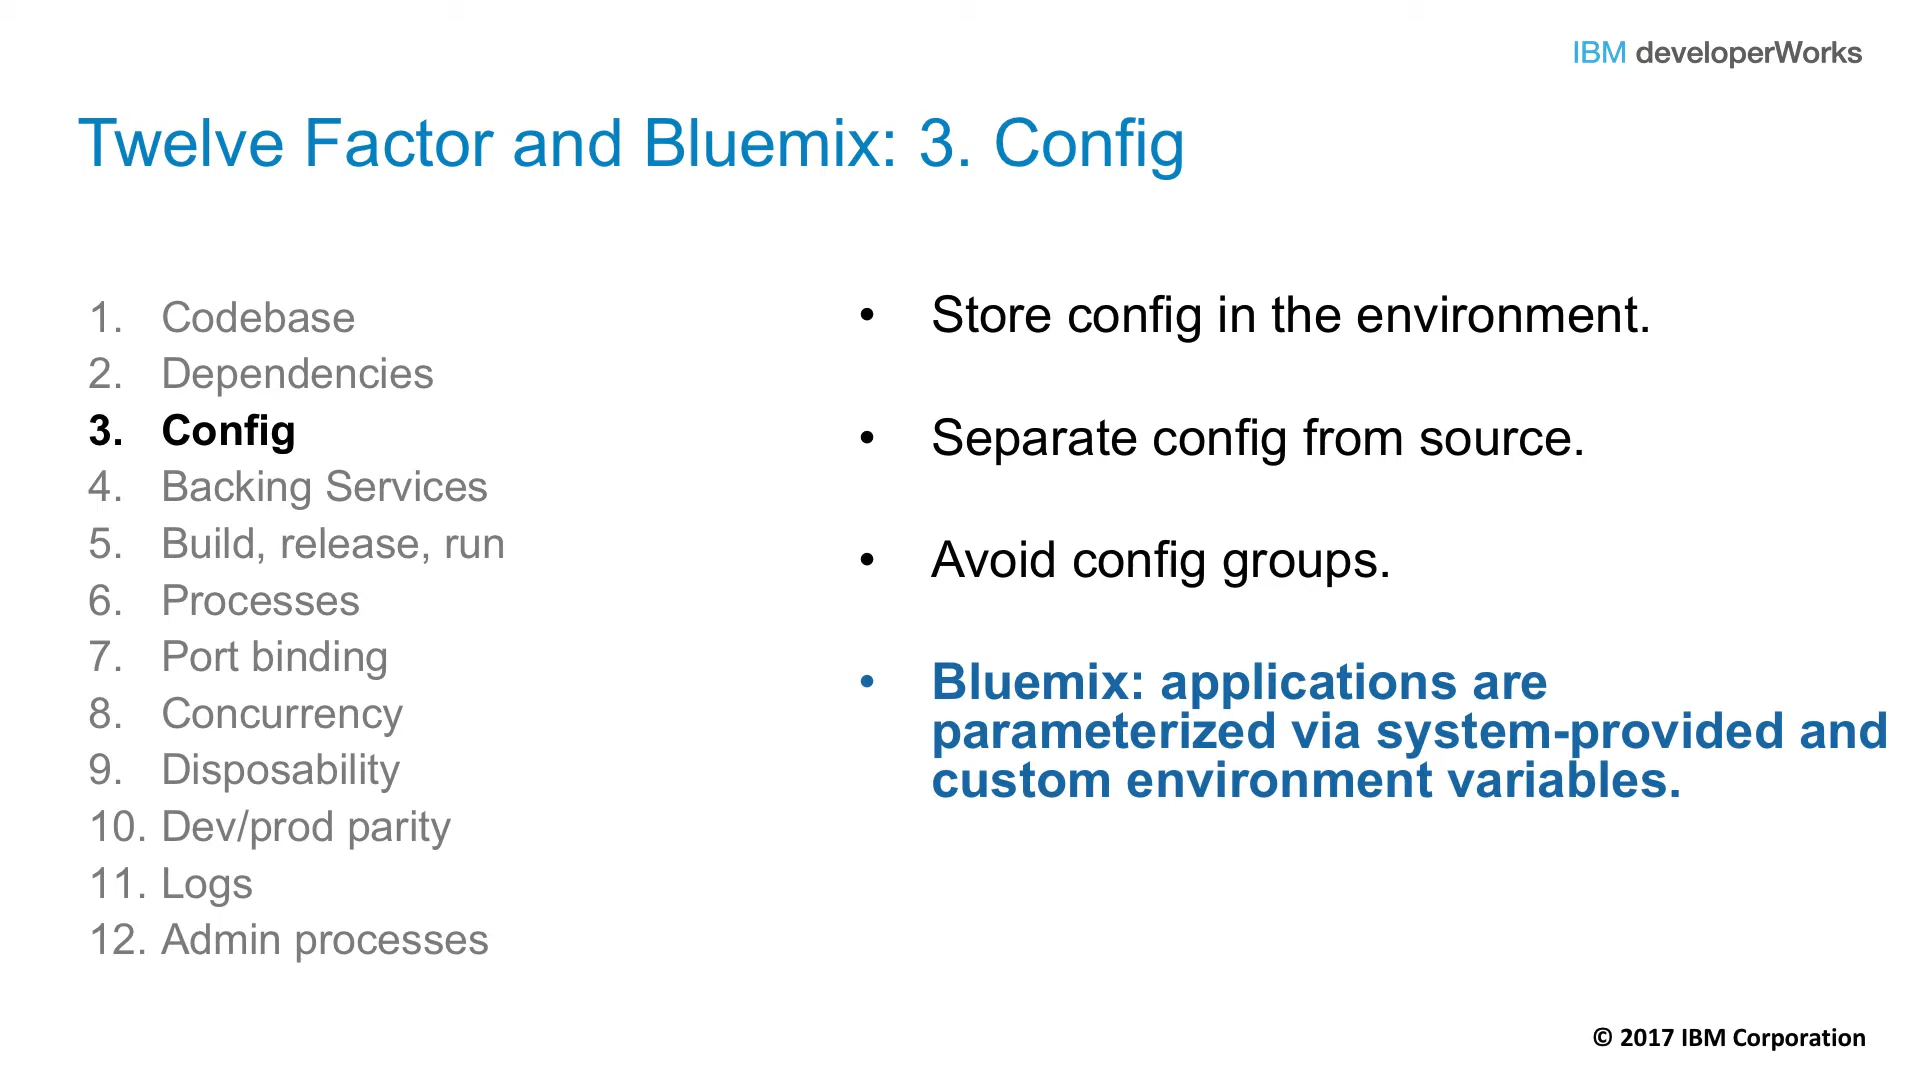 IBM developerWorks
Twelve Factor and Bluemix: 3. Config
1. Codebase
2. Dependencies
3. Config
4. Backing Services
5. Build, release, run
6. Processes
7. Port binding
8. Concurrency
9. Disposability
10. Dev/prod parity
11. Logs
12. Admin processes
• Store config in the environment.
• Separate config from source.
• Avoid config groups.
• Bluemix: applications are
parameterized via system-provided and
custom environment variables.
© 2017 IBM Corporation